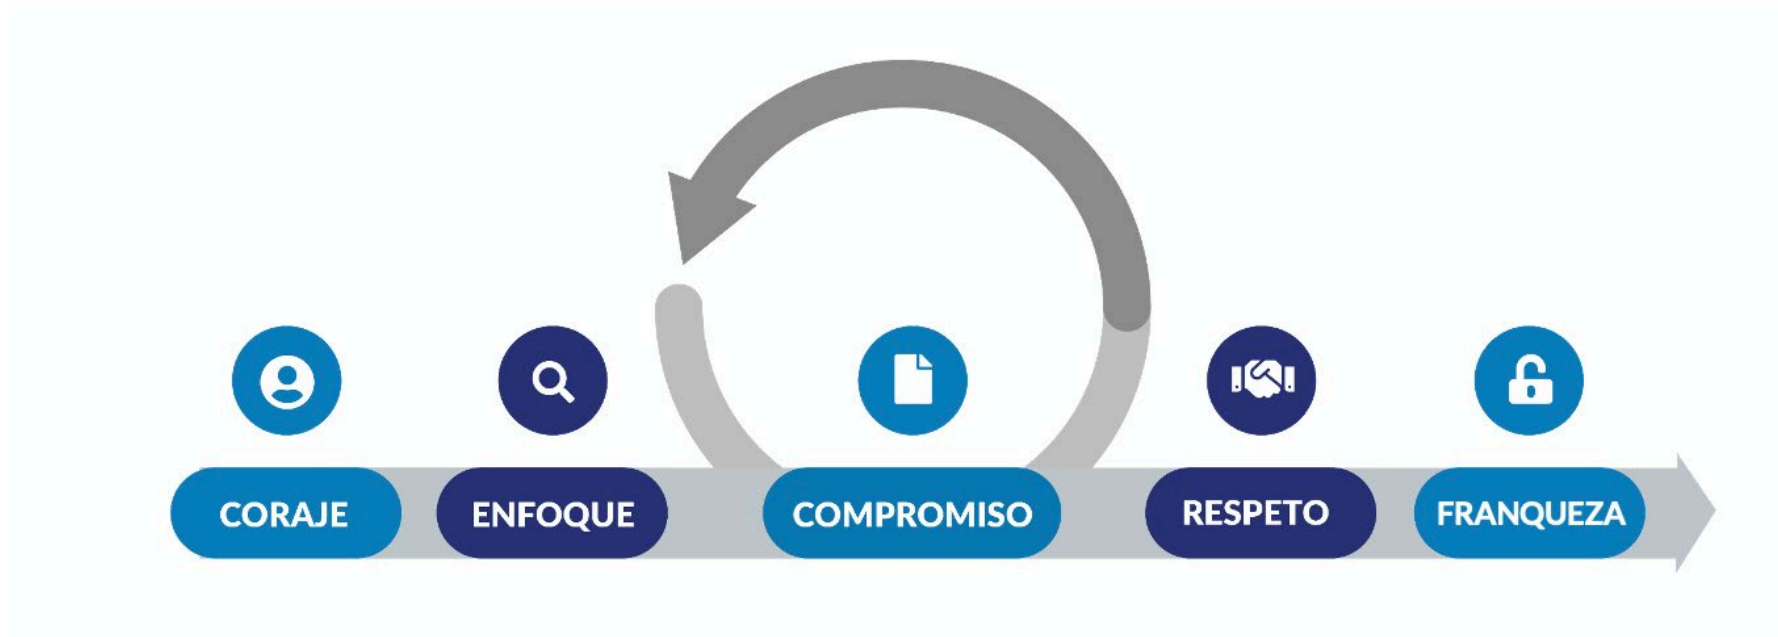 CORAJE
ENFOQUE
COMPROMISO
RESPETO
FRANQUEZA